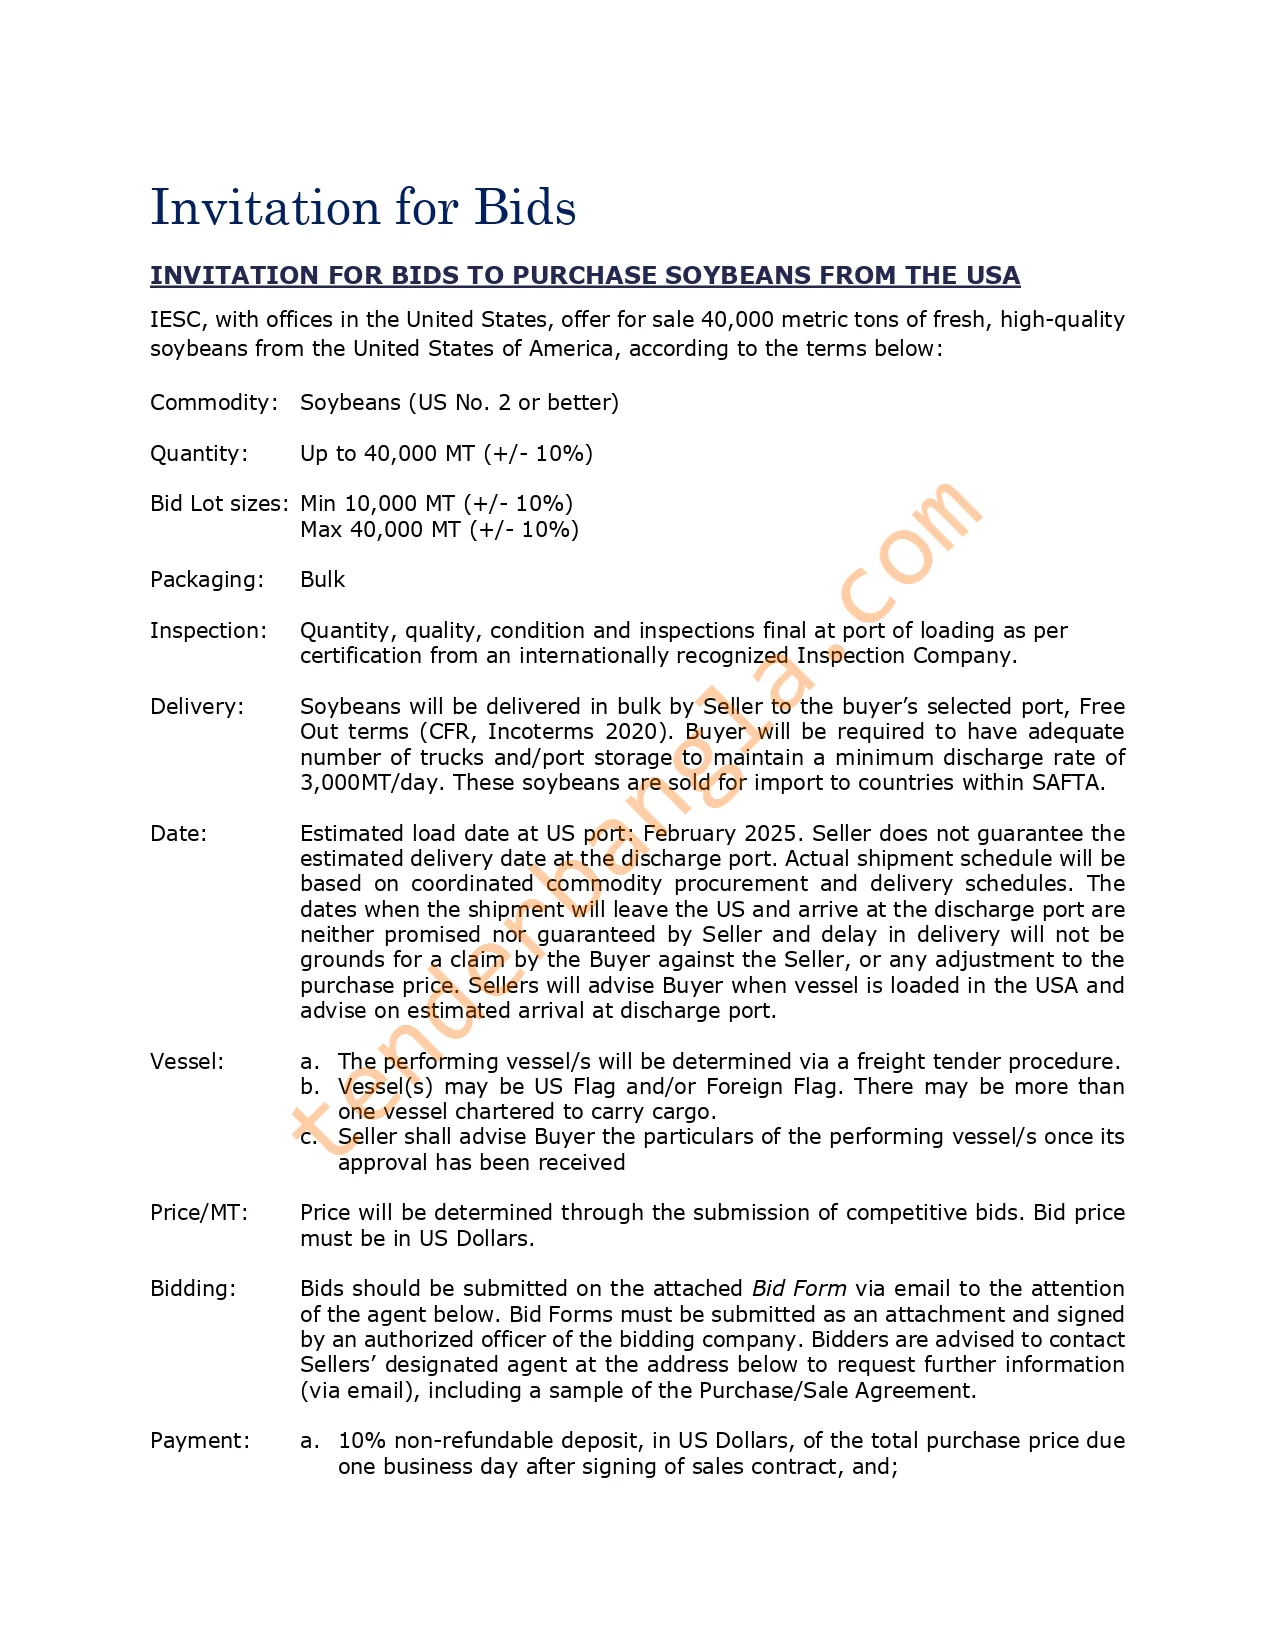 Invitation for Bids
INVITATION FOR BIDS TO PURCHASE SOYBEANS FROM THE USA
IESC, with offices in the United States, offer for sale 40,000 metric tons of fresh, high-quality
soybeans from the United States of America, according to the terms below:
Commodity: Soybeans (US No. 2 or better)
Quantity: Up to 40,000 MT (+/- 10%)
Bid Lot sizes: Min 10,000 MT (+/- 10%)
Max 40,000 MT (+/- 10%)
Packaging: Bulk
Inspection: Quantity, quality, condition and inspections final at port of loading as per
certification from an internationally recognized Inspection Company.
Delivery: Soybeans will be delivered in bulk by Seller to the buyer’s selected port, Free
Out terms (CFR, Incoterms 2020). Buyer will be required to have adequate
number of trucks and/port storage to maintain a minimum discharge rate of
3,000MT/day. These soybeans are sold for import to countries within SAFTA.
Date: Estimated load date at US port: February 2025. Seller does not guarantee the
estimated delivery date at the discharge port. Actual shipment schedule will be
based on coordinated commodity procurement and delivery schedules. The
dates when the shipment will leave the US and arrive at the discharge port are
neither promised nor guaranteed by Seller and delay in delivery will not be
grounds for a claim by the Buyer against the Seller, or any adjustment to the
purchase price. Sellers will advise Buyer when vessel is loaded in the USA and
advise on estimated arrival at discharge port.
Vessel: a. The performing vessel/s will be determined via a freight tender procedure.
b. Vessel(s) may be US Flag and/or Foreign Flag. There may be more than
one vessel chartered to carry cargo.
c. Seller shall advise Buyer the particulars of the performing vessel/s once its
approval has been received
Price/MT: Price will be determined through the submission of competitive bids. Bid price
must be in US Dollars.
Bidding: Bids should be submitted on the attached Bid Form via email to the attention
of the agent below. Bid Forms must be submitted as an attachment and signed
by an authorized officer of the bidding company. Bidders are advised to contact
Sellers’ designated agent at the address below to request further information
(via email), including a sample of the Purchase/Sale Agreement.
Payment: a. 10% non-refundable deposit, in US Dollars, of the total purchase price due
one business day after signing of sales contract, and;
tenderbangla.com